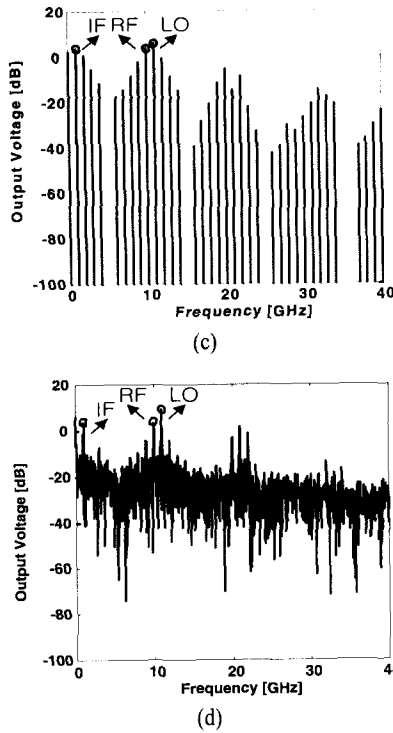 20
IF RF LO
0
-20
-40
-60
-80
-100
Output Voltage [dB]
0 10 20 30 40
Frequency [GHz]
(c)
20
RF LO
IF
0
-20
-40
-60
-80
-100
Output Voltage [dB]
0 10 20 30 4
Frequency [GHz]
(d)